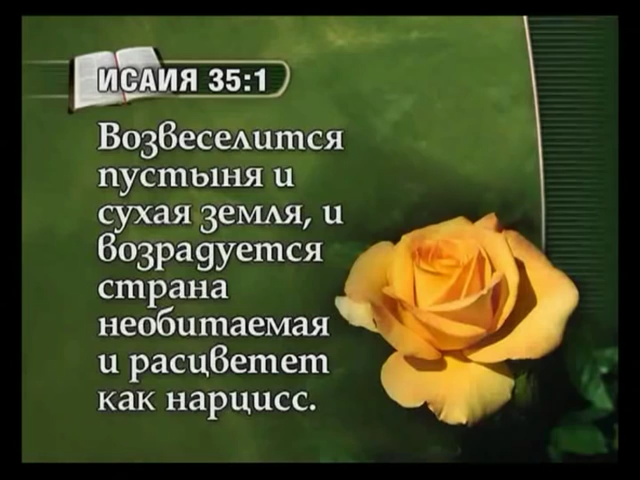 ИСАИЯ 35:1
Возвеселится
пустыня и
сухая земля, и
возрадуется
страна
необитаемая
и расцветет
как нарцисс.